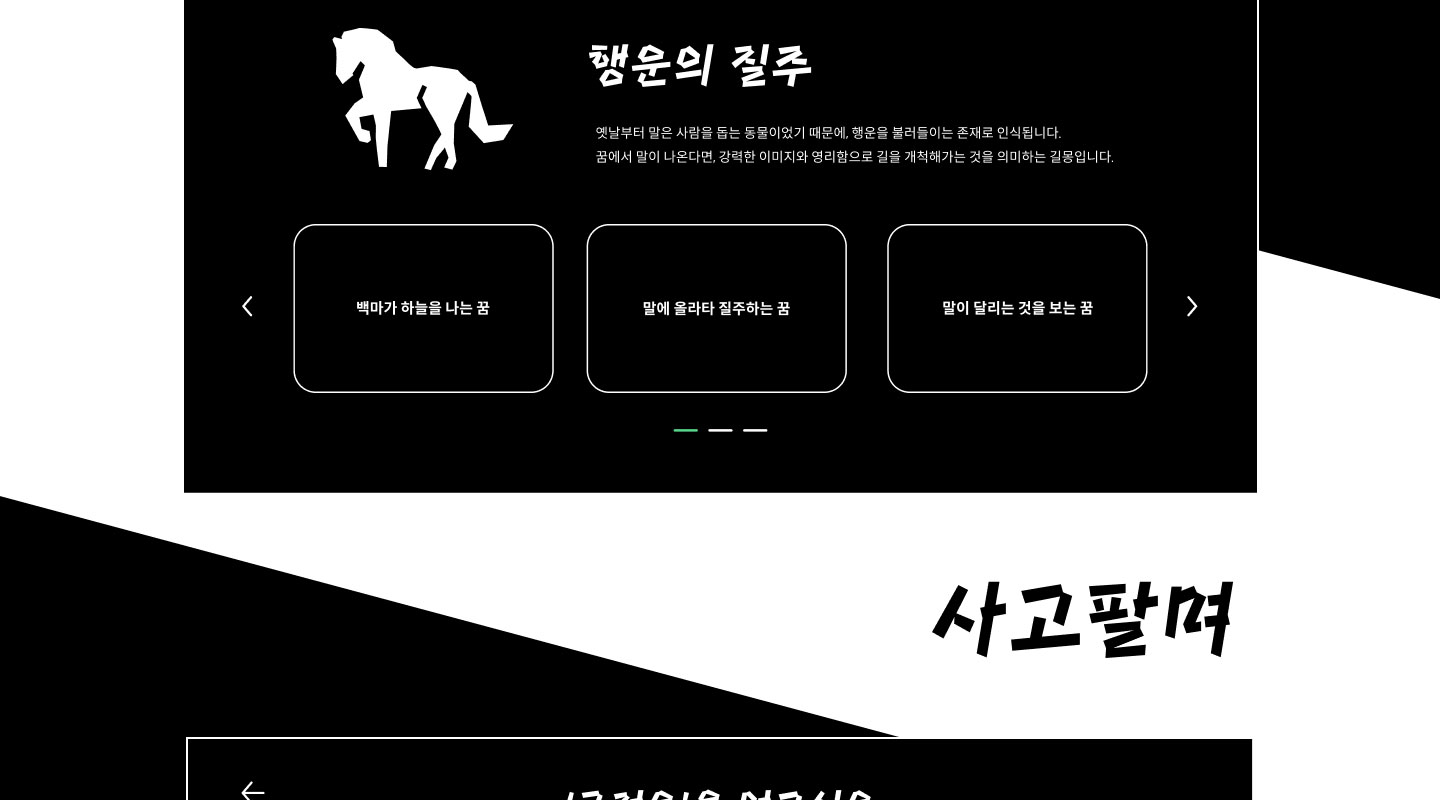 행운의 질주
옛날부터 말은 사람을 돕는 동물이었기 때문에, 행운을 불러들이는 존재로 인식됩니다.
꿈에서 말이 나온다면, 강력한 이미지와 영리함으로 길을 개척해가는 것을 의미하는 길몽입니다.
백마가 하늘을 나는 꿈
말에 올라타 질주하는 꿈
말이 달리는 것을 보는 꿈
사고팔며